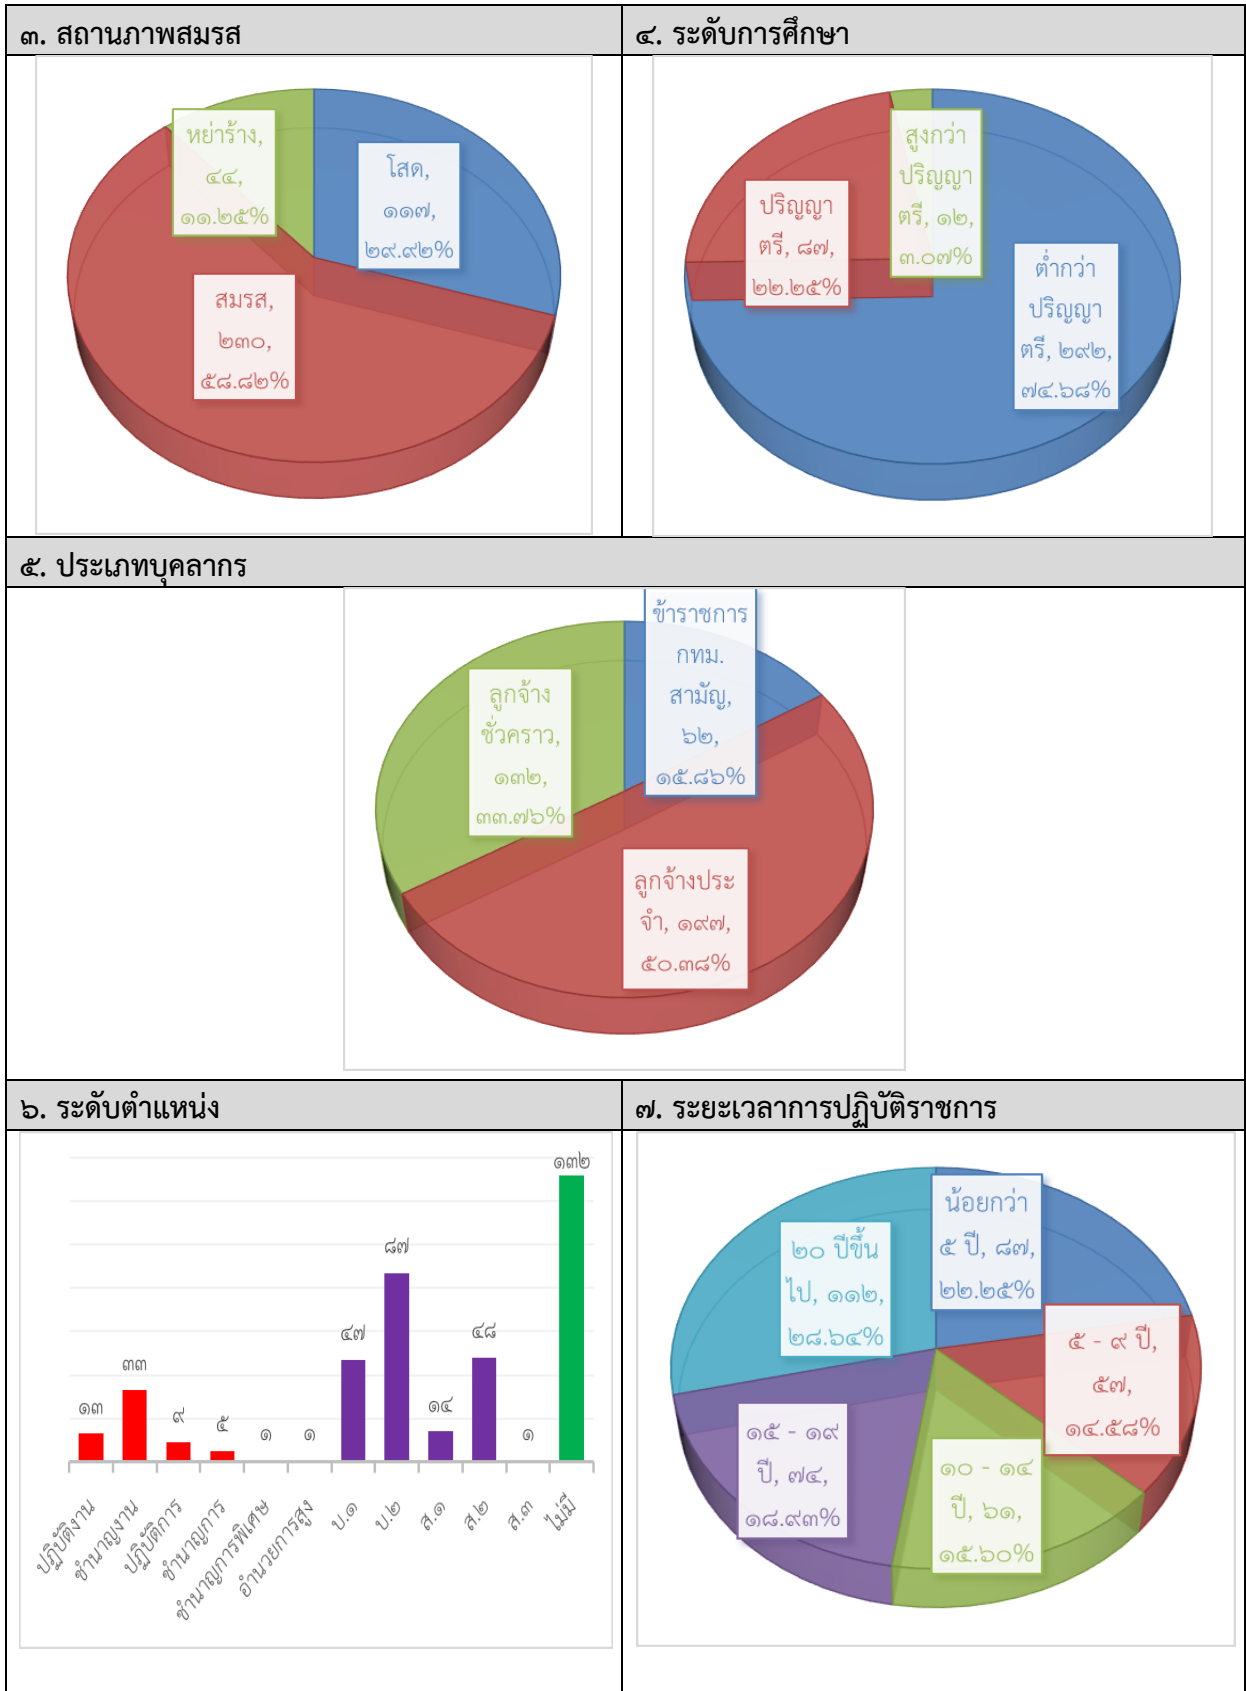 ๓. สถานภาพสมรส
๔. ระดับการศึกษา
หย่าร้าง,
๔๔,
๑๑.๒๕%
โสด,
๑๑๗,
๒๙.๙๒%
สมรส,
๒๓๐,
๕๘.๘๒%
สูงกว่า
ปริญญา
ตรี, ๑๒,
๓.๐๗%
ปริญญา
ตรี, ๘๗,
๒๒.๒๕%
ต่ำกว่า
ปริญญา
ตรี, ๒๙๒,
๗๔.๖๘%
๕. ประเภทบุคลากร
ข้าราชการ
กทม.
สามัญ,
๖๒,
๑๕.๘๖%
ลูกจ้าง
ชั่วคราว,
๑๓๒,
๓๓.๗๖%
ลูกจ้างประ
จำ, ๑๙๗,
๕๐.๓๘%
๖. ระดับตำแหน่ง
๗. ระยะเวลาการปฏิบัติราชการ
๑๓
๓๓
๙
๕
๑
๑
๔๗
๘๗
๑๔
๔๘
๑
๑๓๒
ปฏิบัติงาน
ชำนาญงาน
ปฏิบัติการ
ชำนาญการ
ชำนาญการพิเศษ
อำนวยการสูง
บ.๑
บ.๒
ส.๑
ส.๒
ส.๓
ไม่มี
น้อยกว่า
๕ ปี, ๘๗,
๒๒.๒๕%
๒๐ ปีขึ้น
ไป, ๑๑๒,
๒๘.๖๔%
๕ - ๙ ปี,
๕๗,
๑๔.๕๘%
๑๕ - ๑๙
ปี, ๗๔,
๑๘.๙๓%
๑๐ - ๑๔
ปี, ๖๑,
๑๕.๖๐%